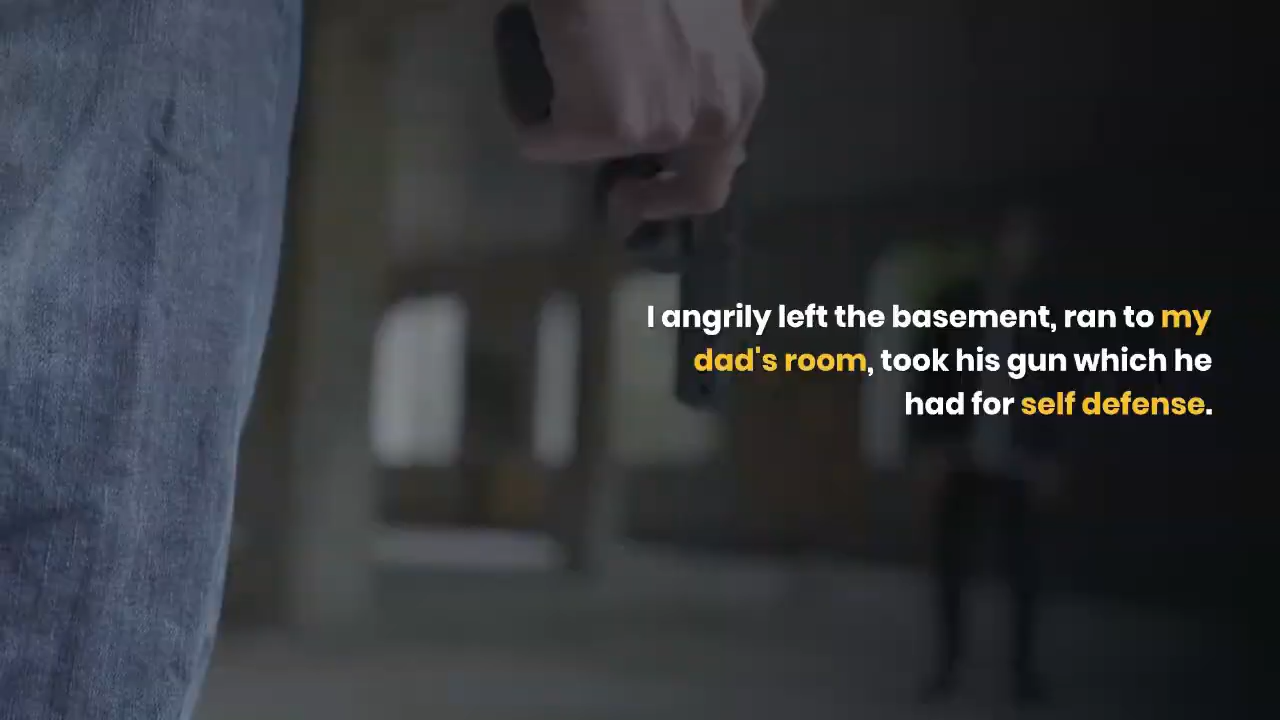 I angrily left the basement, ran to my
dad's room, took his gun which he
had for self defense.